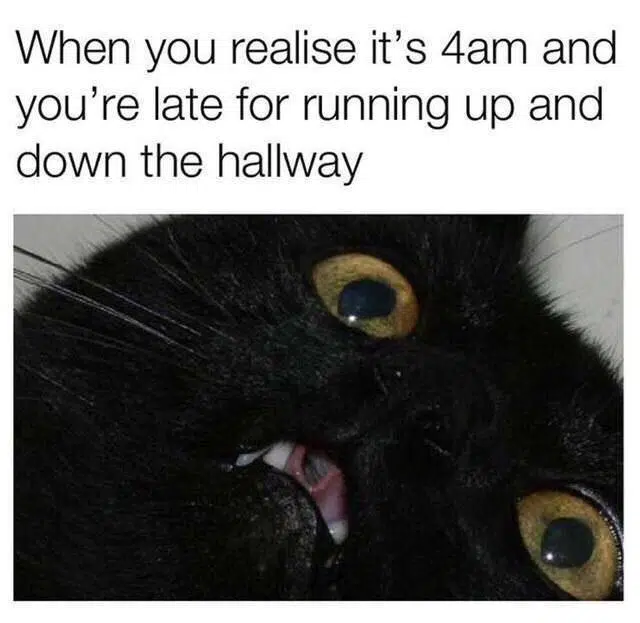 When you realise it’s 4am and
you’re late for running up and
down the hallway